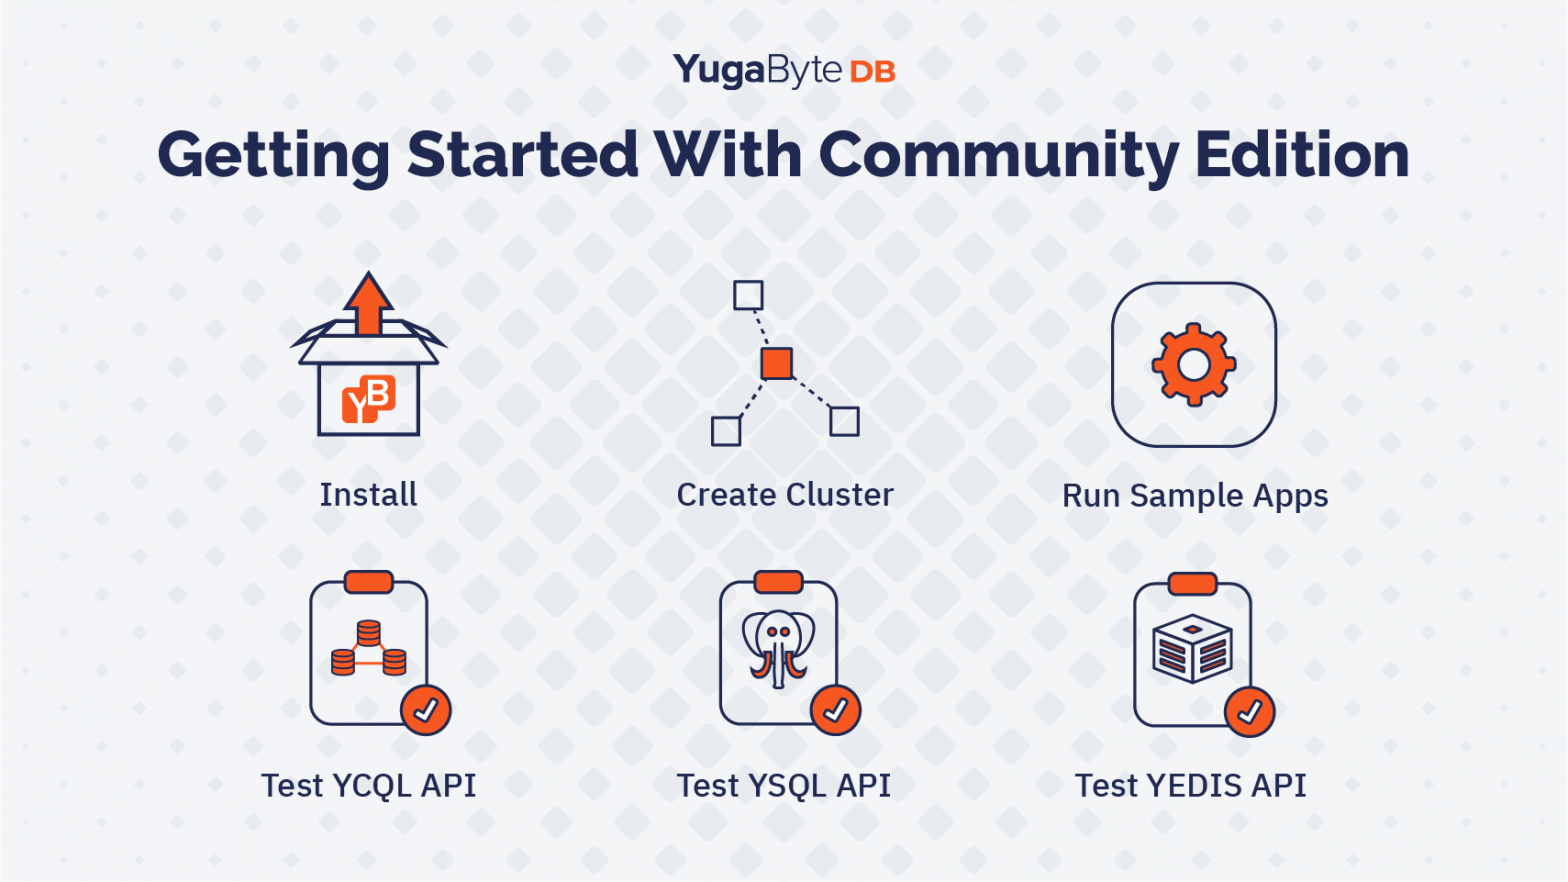 YugaByte DB
Getting Started With Community Edition
YB
Install
Create Cluster
Run Sample Apps
Test YCQL API
Test YSQL API
Test YEDIS API